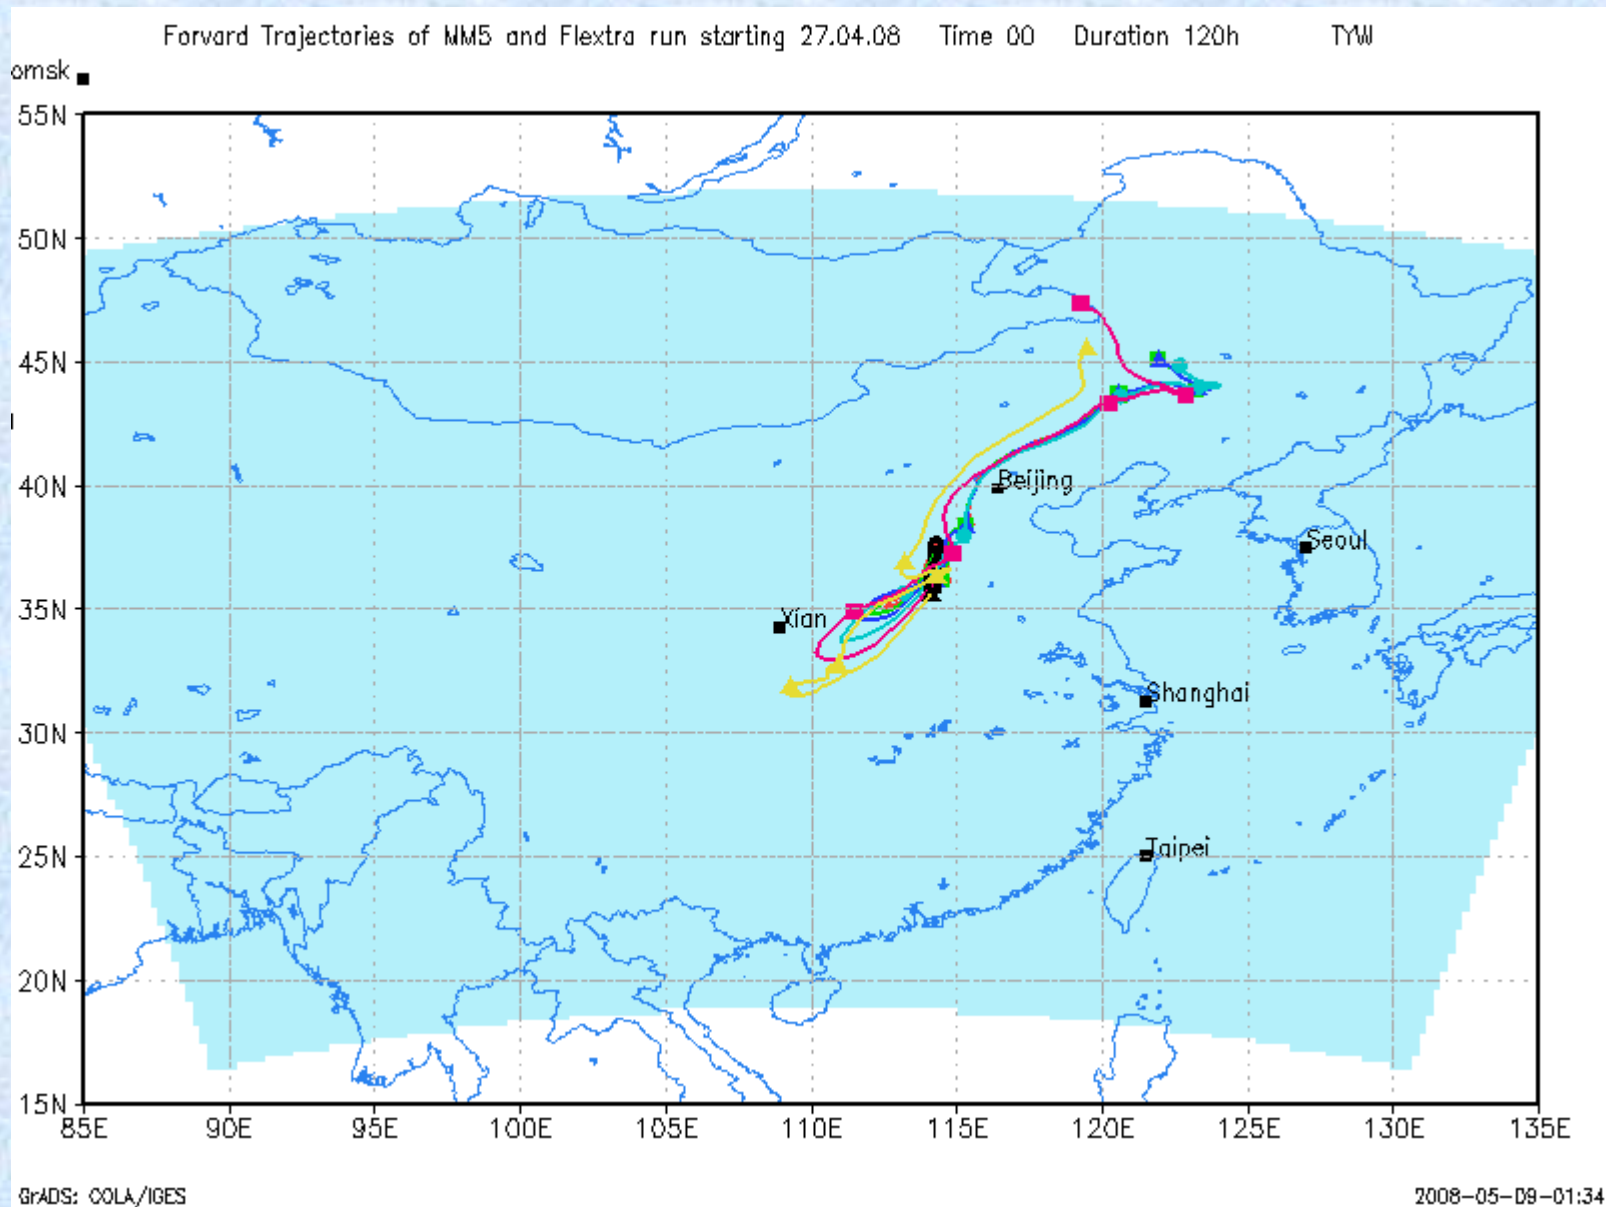 Forward Trajectories of MM5 and Flextra run starting 27.04.08 Time 00 Duration 120h TYW
omsk
55N
50N
45N
40N
35N
30N
25N
20N
15N
Beijing
Seoul
Xian
Shanghai
Taipei
85E 90E 95E 100E 105E 110E 115E 120E 125E 130E 135E
GrADS: COLA/IGES
2008-05-09-01:34